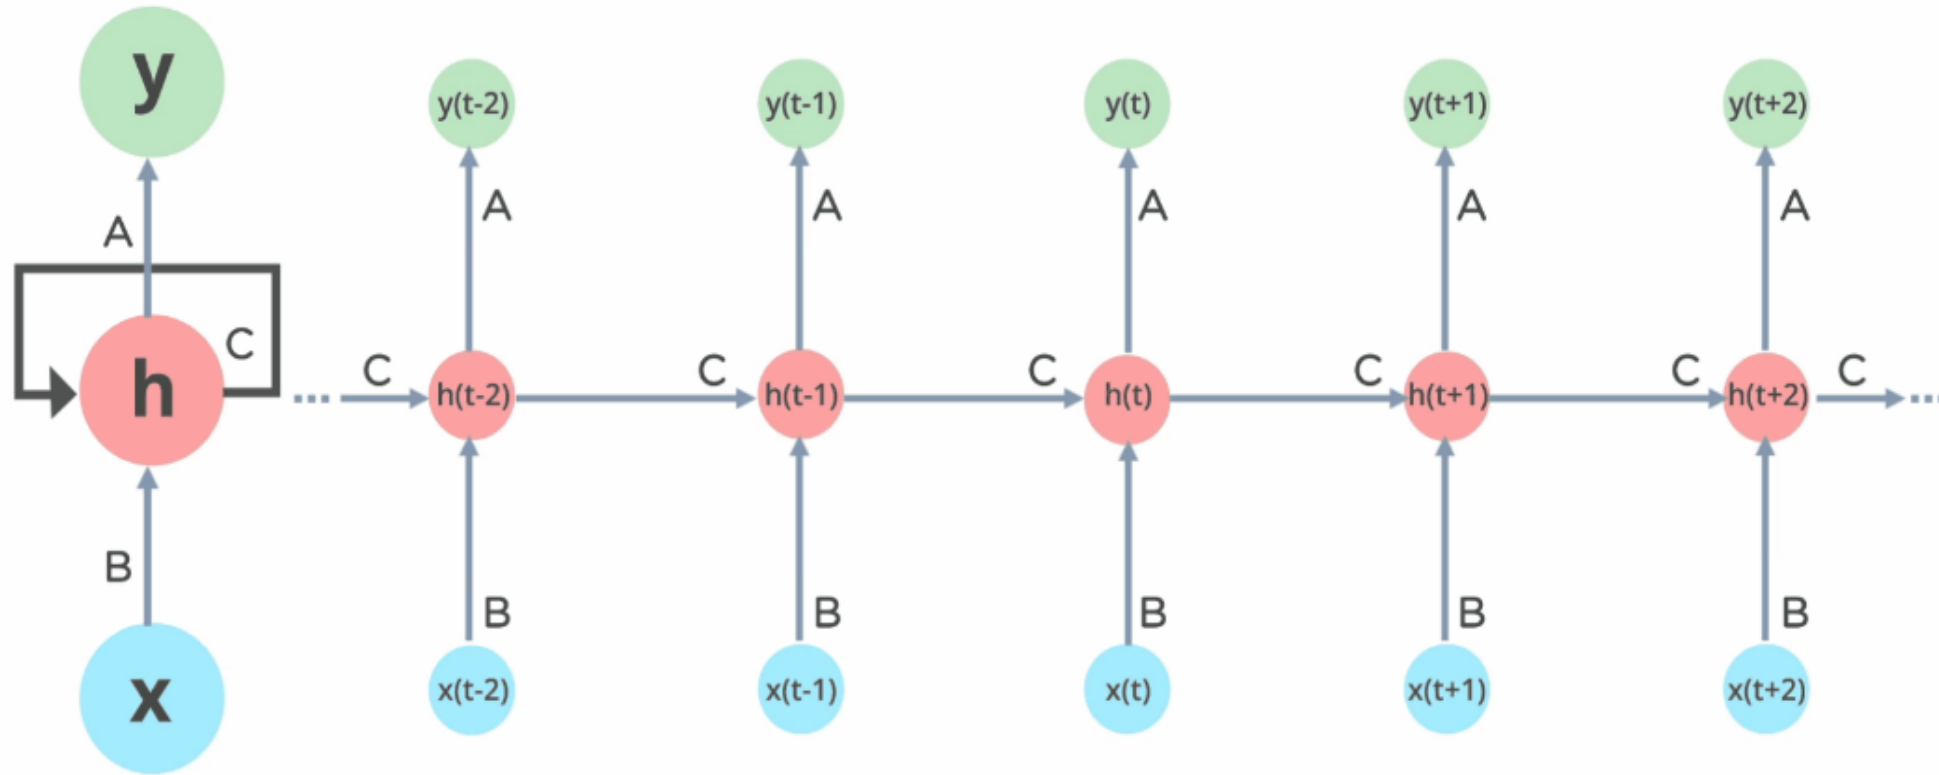 y
y(t-2) y(t-1) y(t) y(t+1) y(t+2)
A A A A A A
C
h
C C C C C C
h(t-2) h(t-1) h(t) h(t+1) h(t+2)
B
B B B B B
x
x(t-2) x(t-1) x(t) x(t+1) x(t+2)